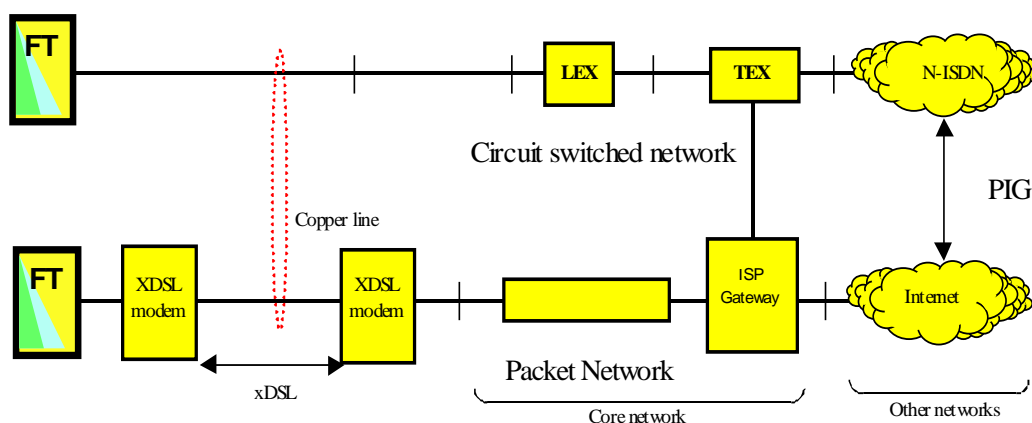 FT
LEX
TEX
N-ISDN
Circuit switched network
PIG
Copper line
FT
XDSL
modem
XDSL
modem
ISP
Gateway
Internet
xDSL
Packet Network
Core network
Other networks